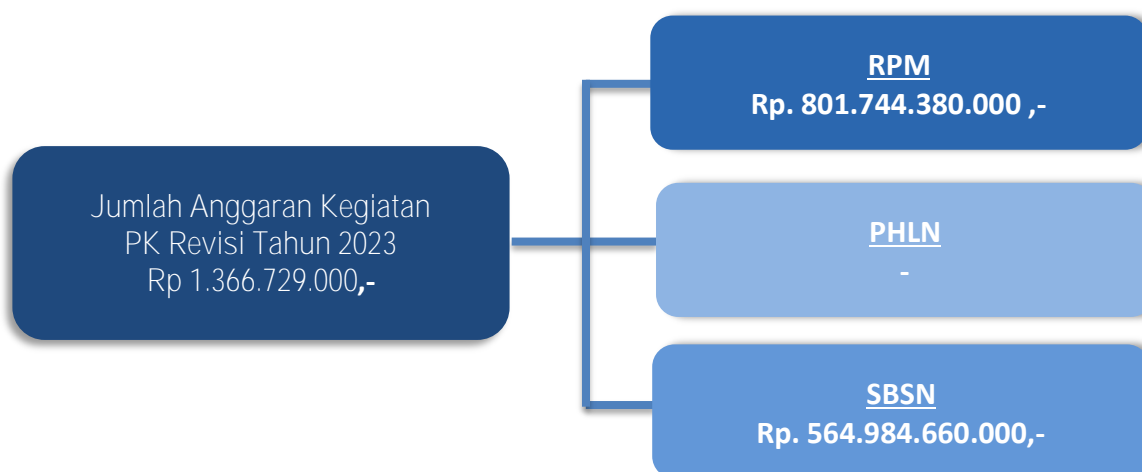 Jumlah Anggaran Kegiatan
PK Revisi Tahun 2023
Rp 1.366.729.000,-
RPM
Rp. 801.744.380.000 ,-
PHLN
-
SBSN
Rp. 564.984.660.000,-